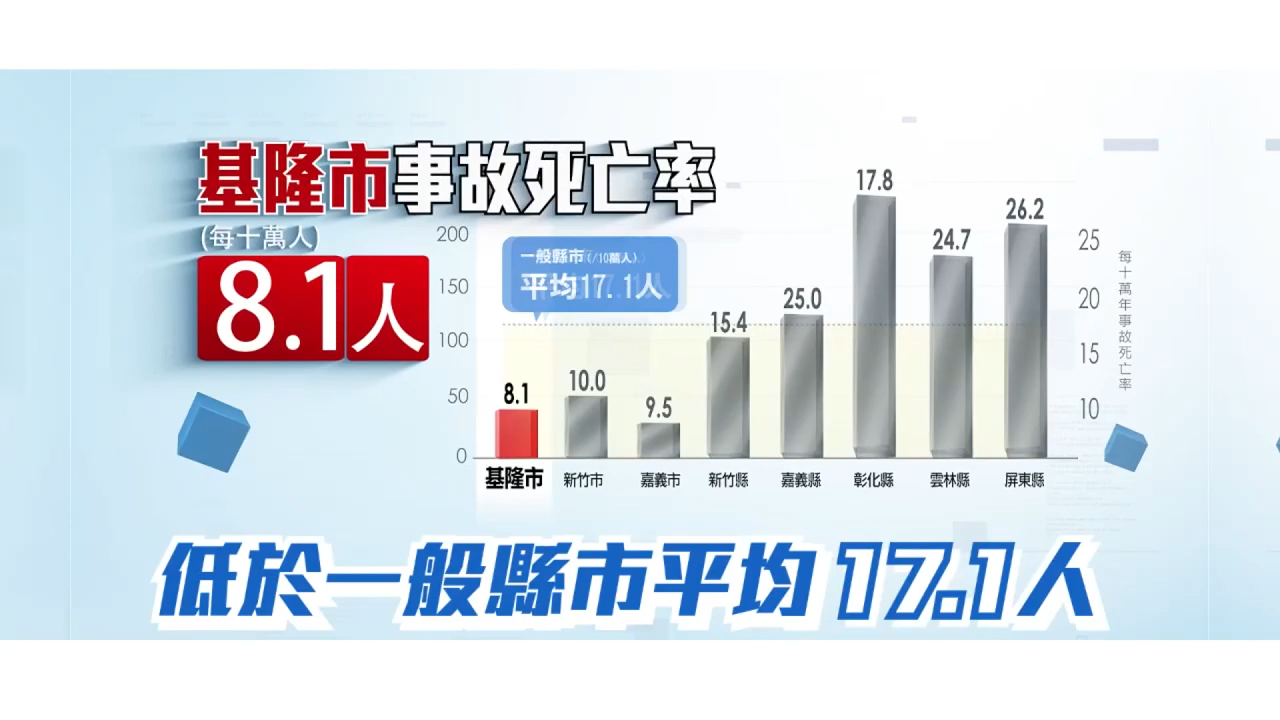 基隆市事故死亡率
(每十萬人)
8.1人
200
150
100
50
0
一般縣市(/10萬人)
平均17.1人
8.1
10.0
9.5
15.4
25.0
17.8
24.7
26.2
基隆市
新竹市
嘉義市
新竹縣
嘉義縣
彰化縣
雲林縣
屏東縣
25
20
15
10
每十萬年事故死亡率
低於一般縣市平均17.1人